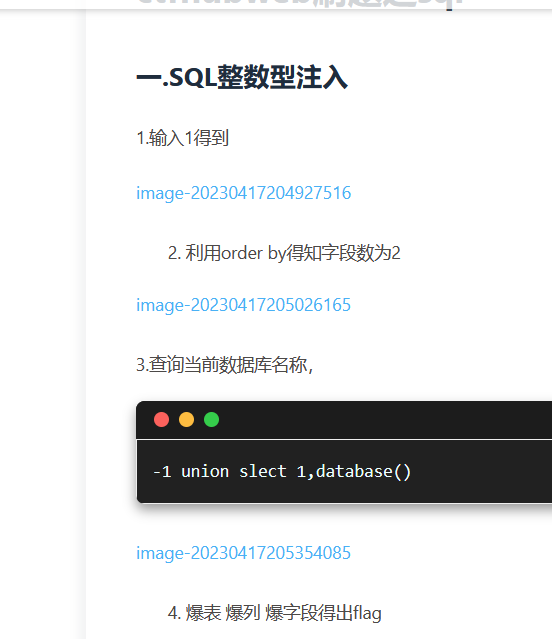 一.SQL整数型注入
1.输入1得到
image-20230417204927516
2. 利用order by得知字段数为2
image-20230417205026165
3.查询当前数据库名称，
-1 union slect 1,database()
image-20230417205354085
4. 爆表 爆列 爆字段得出flag